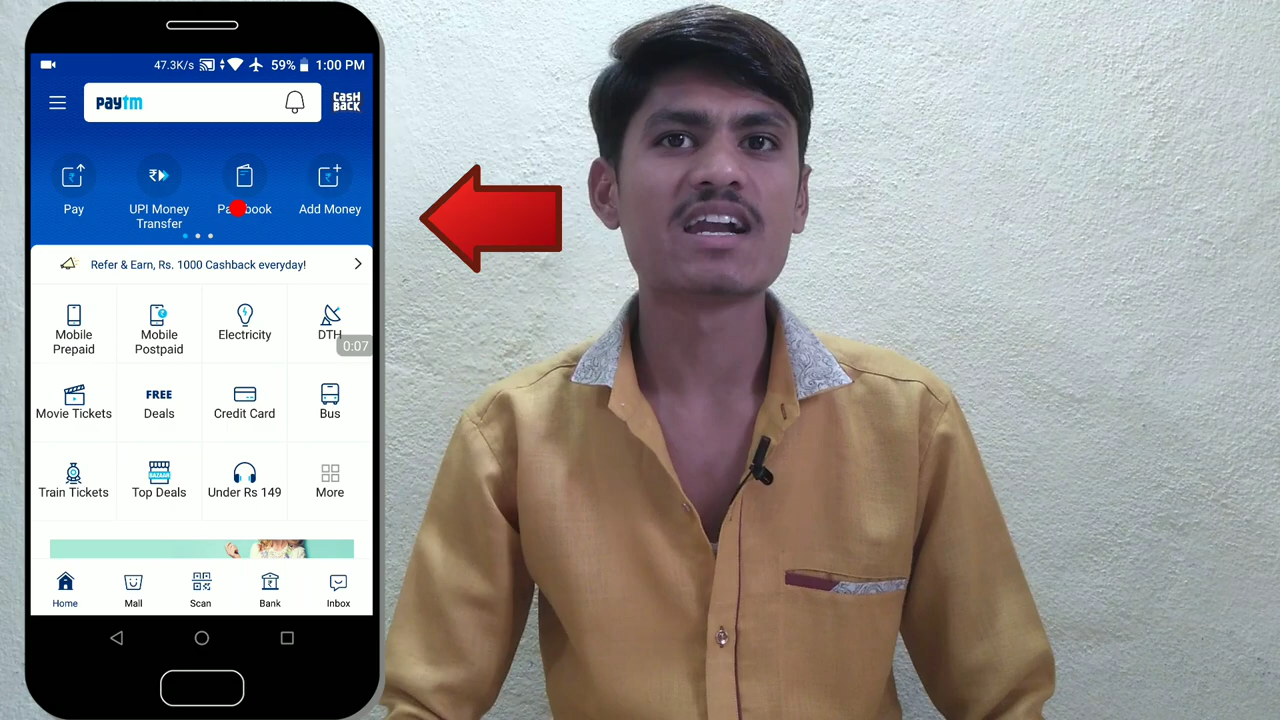 47.3K/s 59% 1:00 PM
paytm
CASH
BACK
Pay
UPI Money
Transfer
Passbook
Add Money
Refer & Earn, Rs. 1000 Cashback everyday!
Mobile
Prepaid
Mobile
Postpaid
Electricity
DTH
0:07
Movie Tickets
FREE
Deals
Credit Card
Bus
Train Tickets
BAZAAR
Top Deals
Under Rs 149
More
Home
Mall
Scan
Bank
Inbox